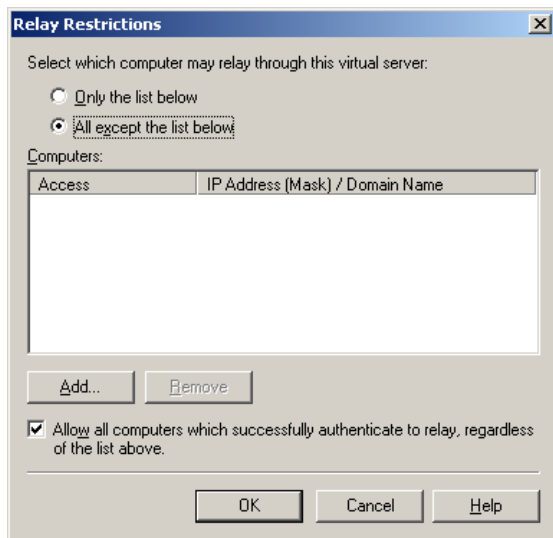 Relay Restrictions
Select which computer may relay through this virtual server:
Only the list below
All except the list below
Computers:
Access IP Address (Mask) / Domain Name
Add... Remove
Allow all computers which successfully authenticate to relay, regardless
of the list above.
OK Cancel Help